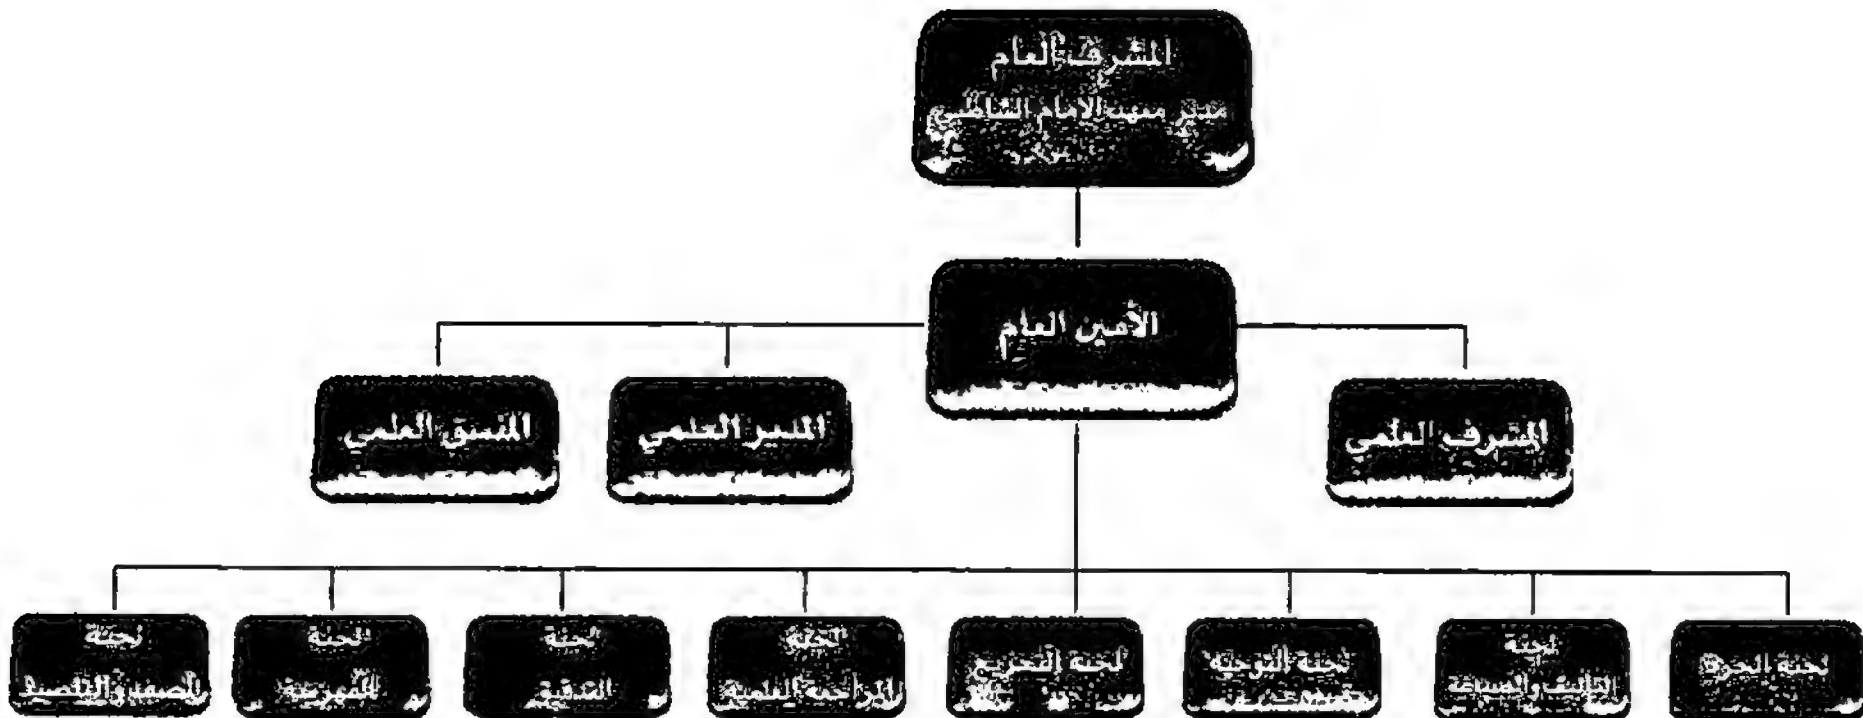 المشرف العام
مدير معهد الإمام الشاطبي
الأمين العام
المشرف العلمي
المدير العلمي
المنسق العلمي
لجنة الجرد
لجنة
التأليف والصياغة
لجنة التوجيه
لجنة التخريج
لجنة
المراجعة العلمية
لجنة
التدقيق
لجنة
الفهرسة
لجنة
الصف والتنضيد